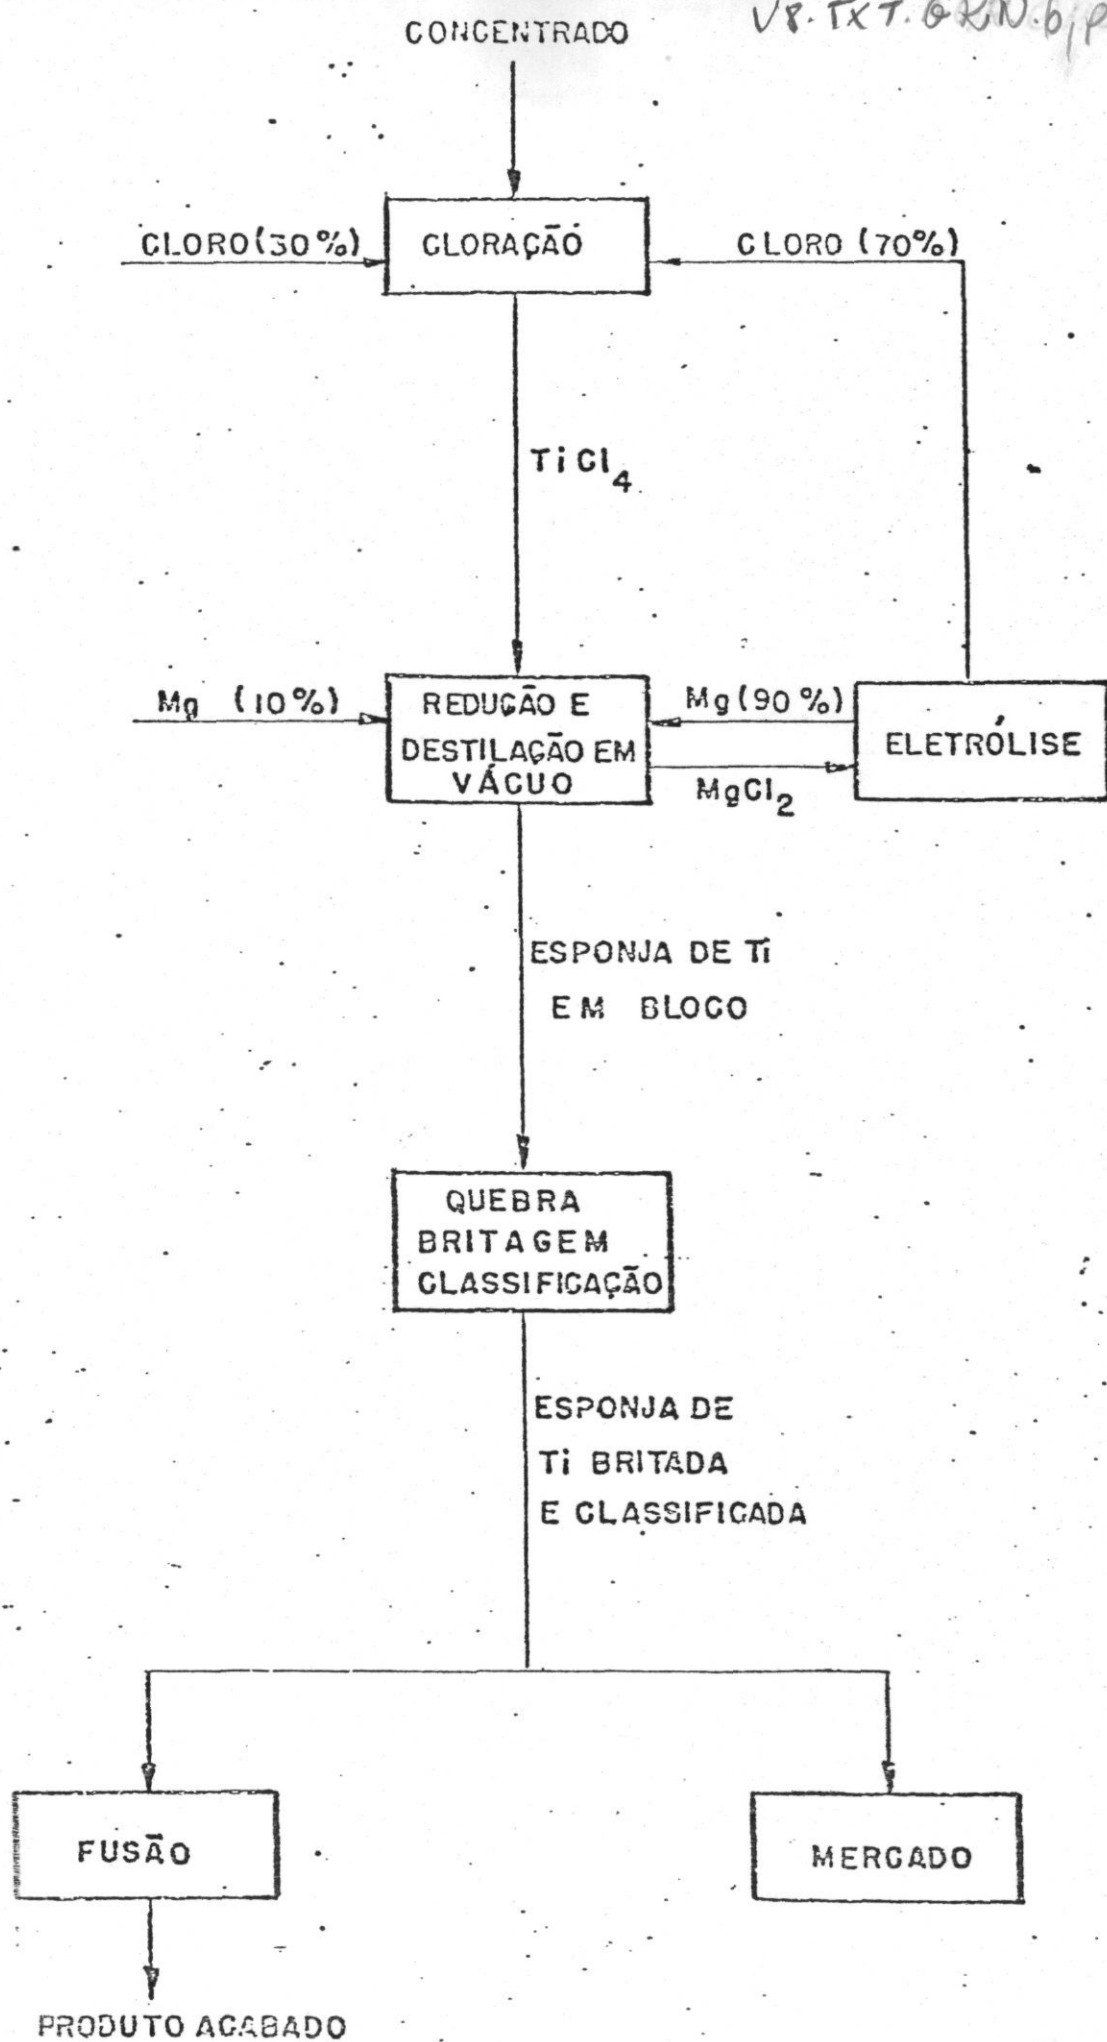 CONCENTRADO
CLORO (30%)
CLORAÇÃO
CLORO (70%)
TiCl4
Mg (10%)
REDUÇÃO E
DESTILAÇÃO EM
VÁCUO
Mg (90%)
MgCl2
ELETRÓLISE
ESPONJA DE Ti
EM BLOCO
QUEBRA
BRITAGEM
CLASSIFICAÇÃO
ESPONJA DE
Ti BRITADA
E CLASSIFICADA
FUSÃO
MERCADO
PRODUTO ACABADO